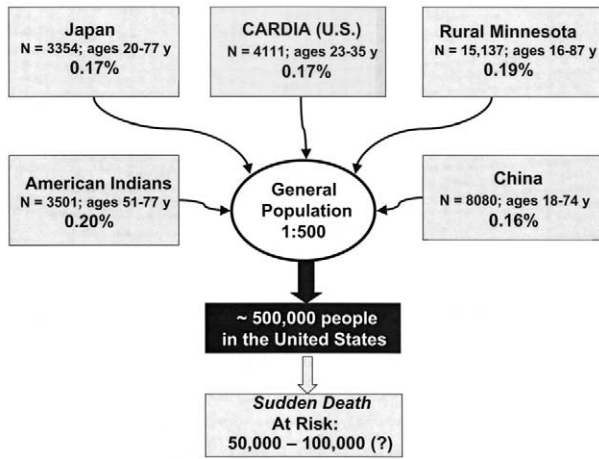 Japan
N = 3354; ages 20-77 y
0.17%
CARDIA (U.S.)
N = 4111; ages 23-35 y
0.17%
Rural Minnesota
N = 15,137; ages 16-87 y
0.19%
American Indians
N = 3501; ages 51-77 y
0.20%
General
Population
1:500
China
N = 8080; ages 18-74 y
0.16%
~ 500,000 people
in the United States
Sudden Death
At Risk:
50,000 – 100,000 (?)